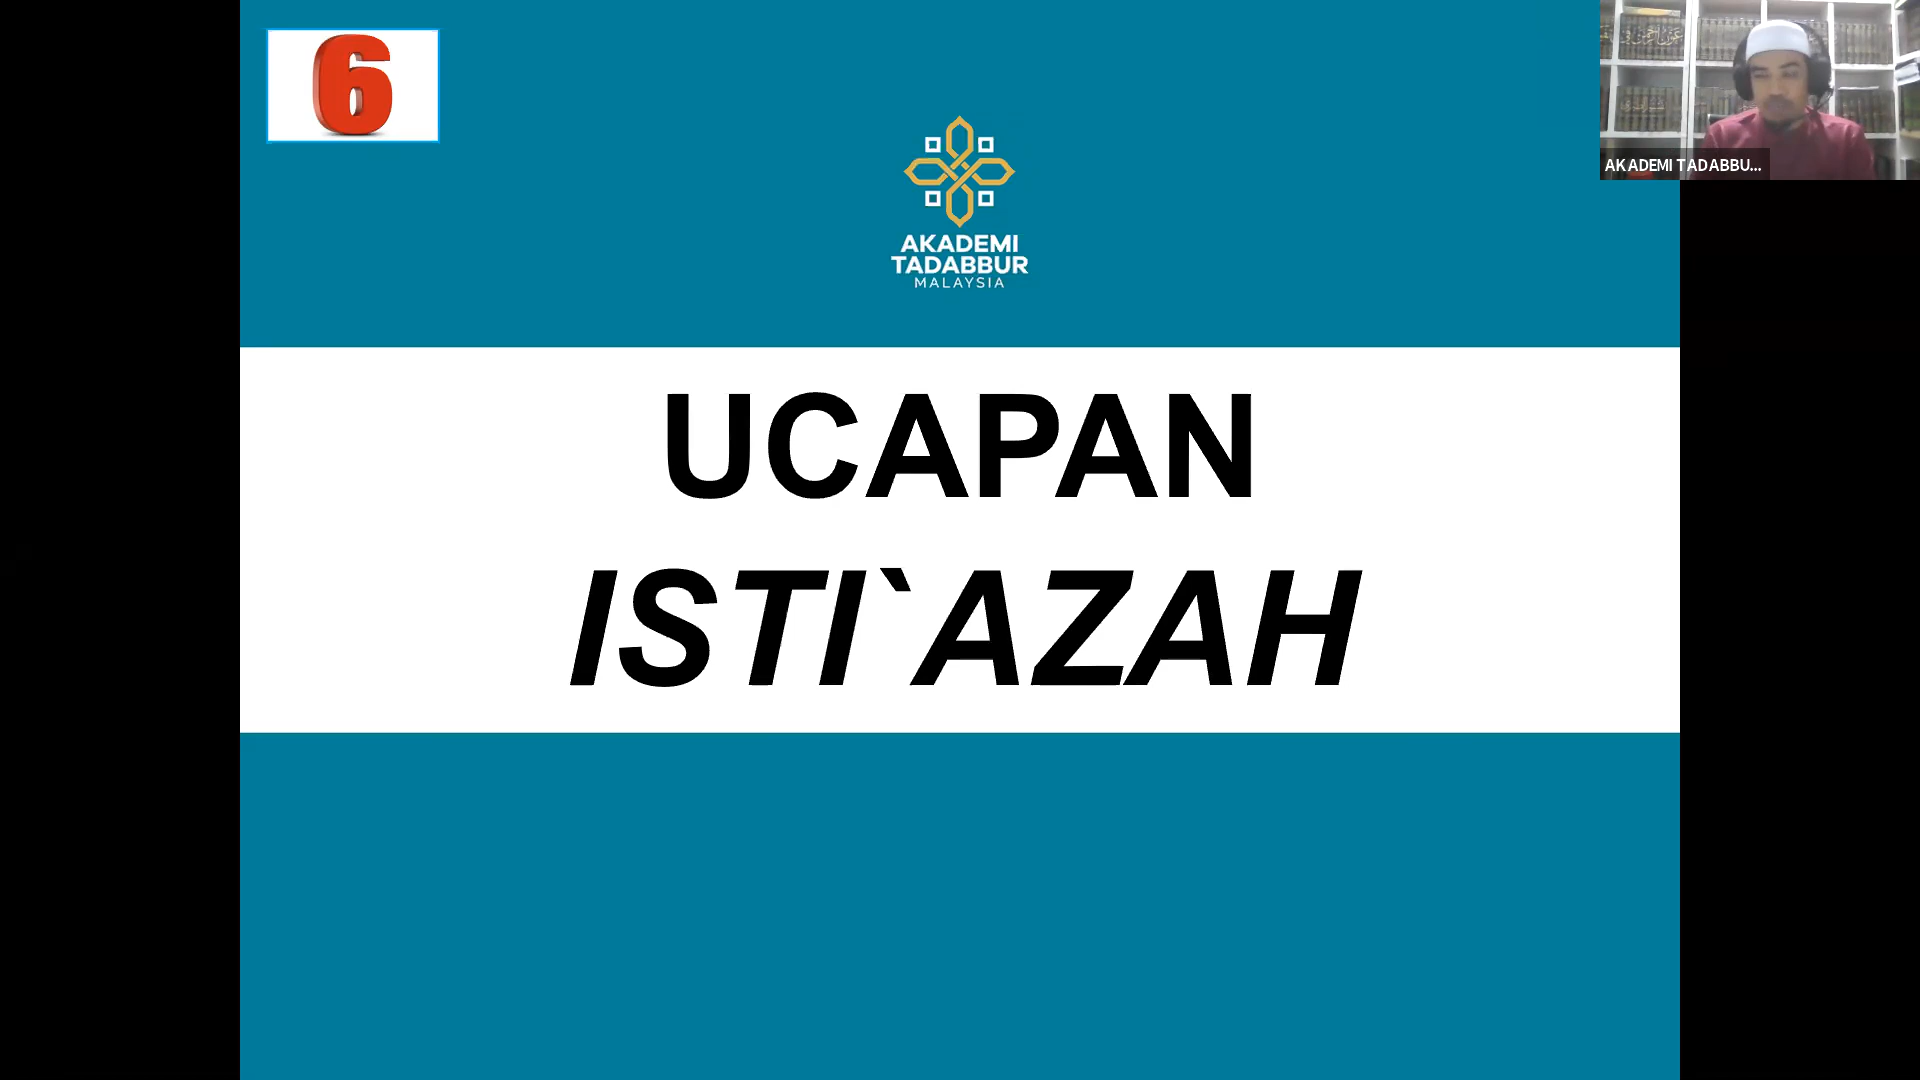 6
AKADEMI
TADABBUR
MALAYSIA
UCAPAN
ISTI`AZAH
AKADEMI TADABBU...